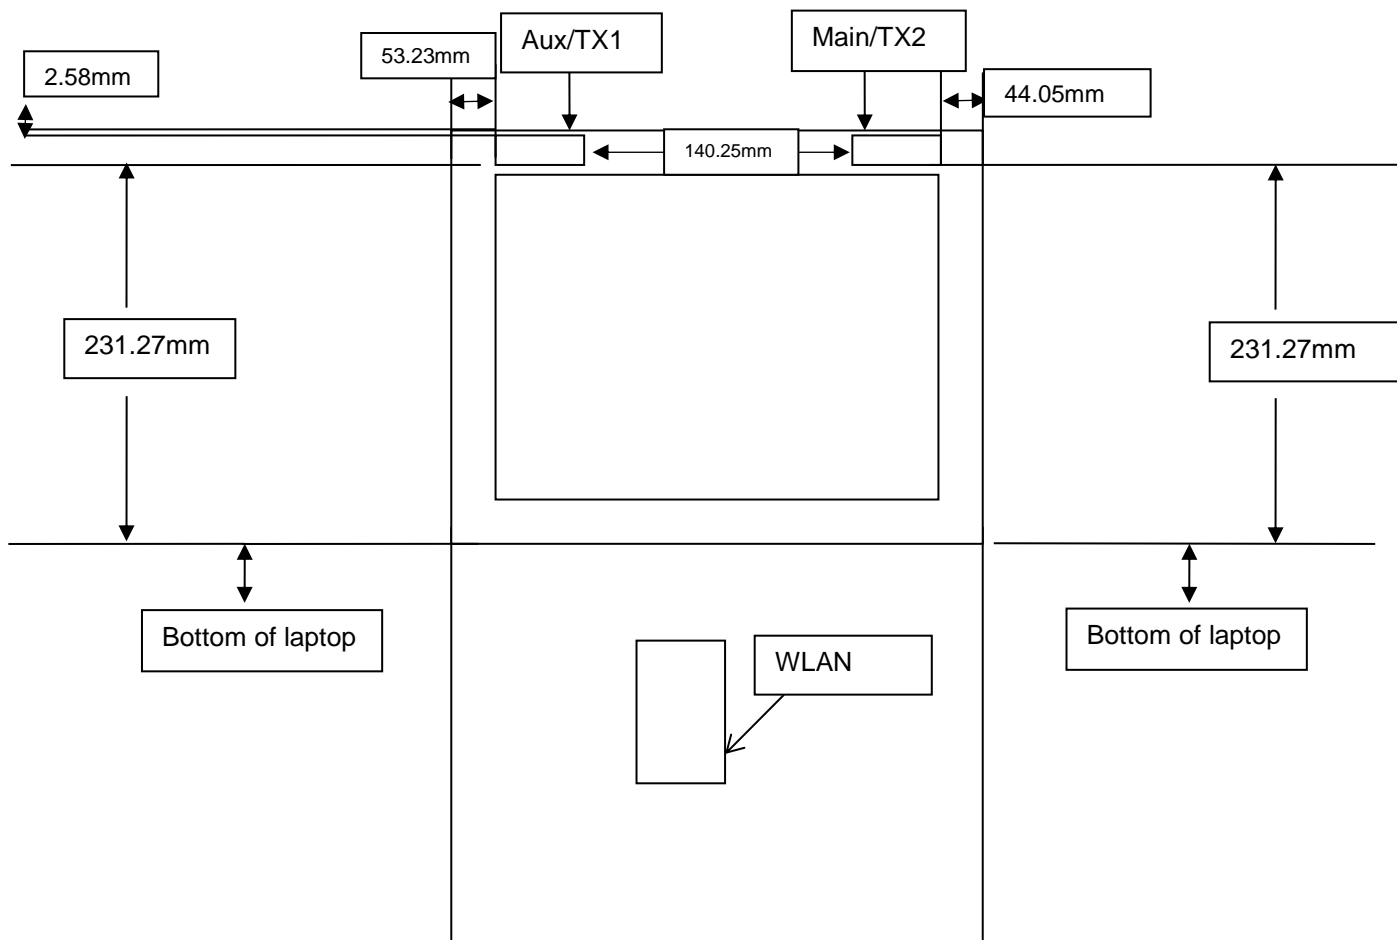 Aux/TX1
Main/TX2
53.23mm
2.58mm
44.05mm
140.25mm
231.27mm
231.27mm
Bottom of laptop
Bottom of laptop
WLAN